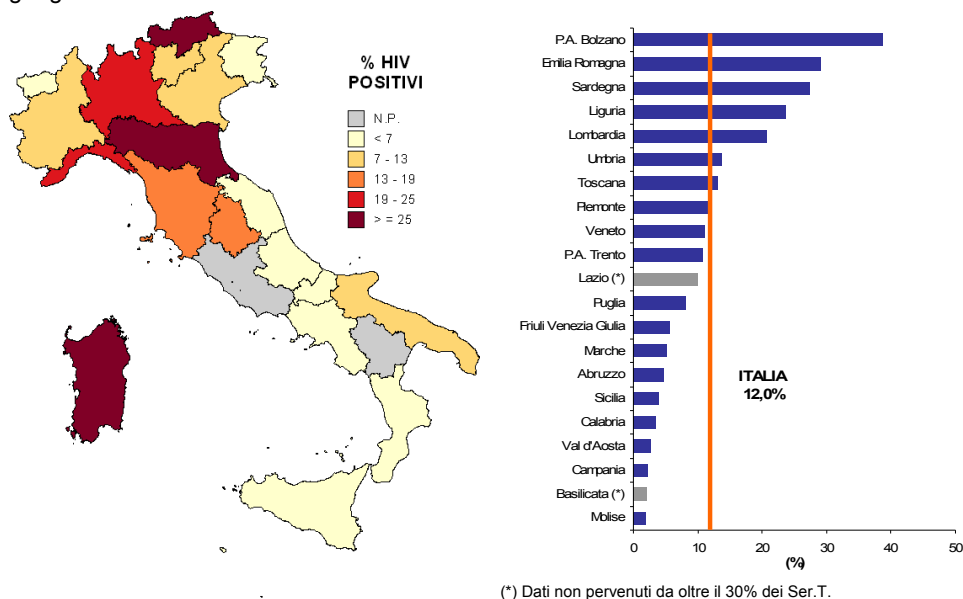 % HIV
POSITIVI
N.P.
< 7
7 - 13
13 - 19
19 - 25
> = 25
P.A. Bolzano
Emilia Romagna
Sardegna
Liguria
Lombardia
Umbria
Toscana
Piemonte
Veneto
P.A. Trento
Lazio (*)
Puglia
Friuli Venezia Giulia
Marche
Abruzzo
Sicilia
Calabria
Val d'Aosta
Campania
Basilicata (*)
Molise
ITALIA
12,0%
0 10 20 30 40 50
(%)
(*) Dati non pervenuti da oltre il 30% dei Ser.T.